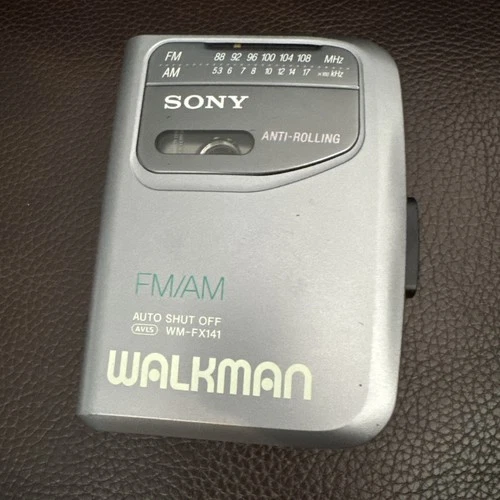 FM 88 92 96 100 104 108 MHz
AM 53 6 7 8 10 12 14 17 x100 kHz
SONY
ANTI-ROLLING
FM/AM
AUTO SHUT OFF
AVLS WM-FX141
WALKMAN